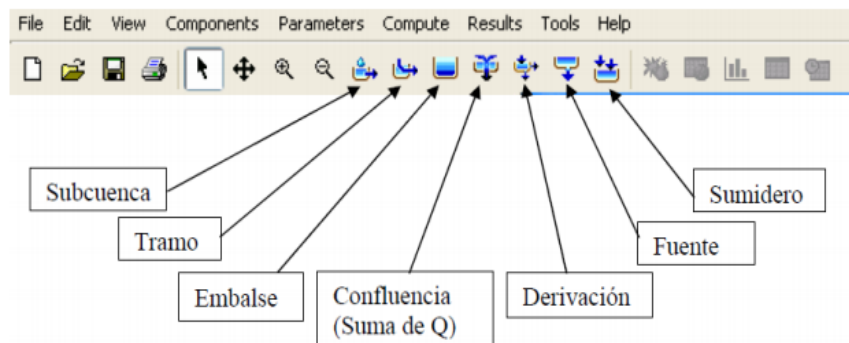 File Edit View Components Parameters Compute Results Tools Help
Subcuenca
Sumidero
Tramo
Fuente
Embalse
Confluencia
(Suma de Q)
Derivación